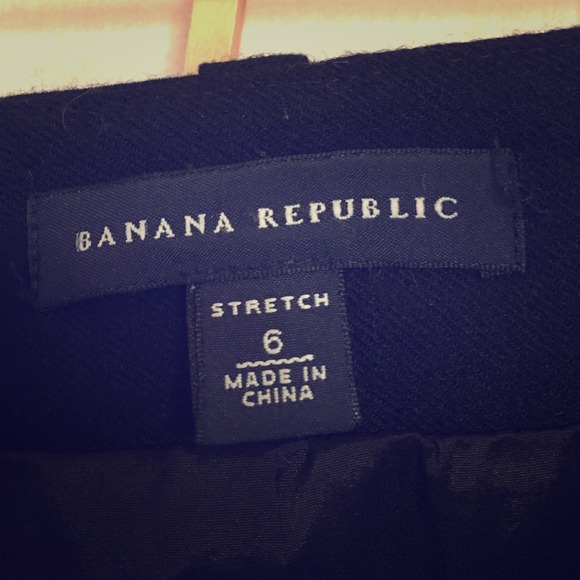 BANANA REPUBLIC
STRETCH
6
MADE IN
CHINA